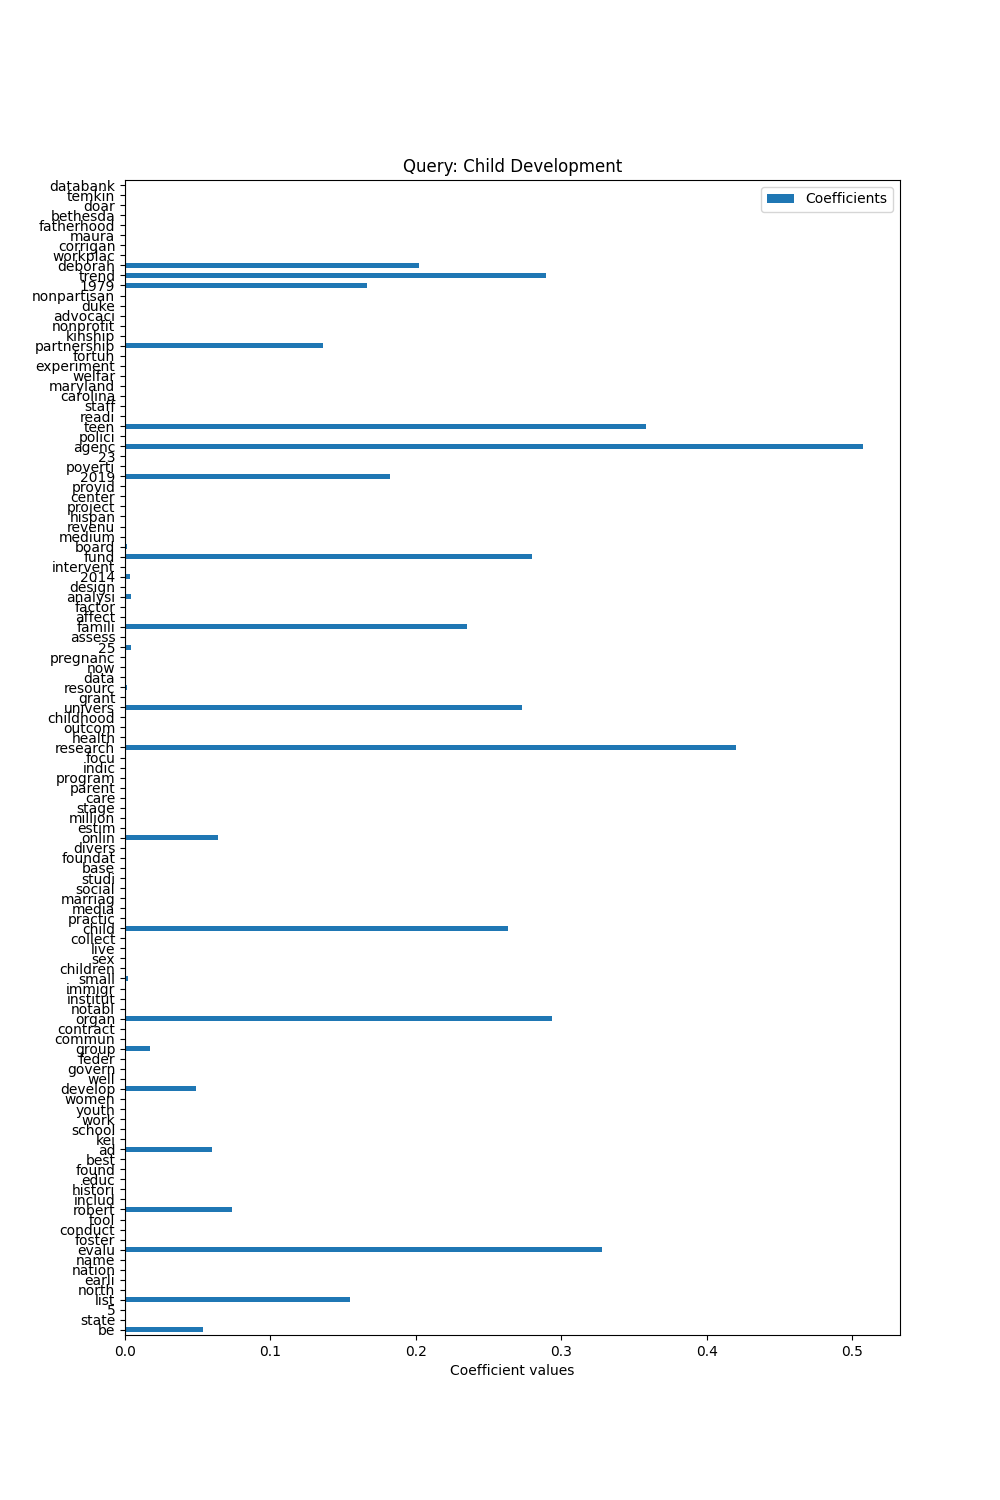 Query: Child Development
Coefficients
databank
temkin
doar
bethesda
fatherhood
maura
corrigan
workplac
deborah
trend
1979
nonpartisan
duke
advocaci
nonprofit
kinship
partnership
fortun
experiment
welfar
maryland
carolina
staff
readi
teen
polici
agenc
23
poverti
2019
provid
center
project
hispan
revenu
medium
board
fund
intervent
2014
design
analysi
factor
affect
famili
assess
25
pregnanc
now
data
resourc
grant
univers
childhood
outcom
health
research
focu
indic
program
parent
care
stage
million
estim
onlin
divers
foundat
base
studi
social
marriag
media
practic
child
collect
live
sex
children
small
immigr
institut
notabl
organ
contract
commun
group
feder
govern
well
develop
women
youth
work
school
kei
ad
best
found
educ
histori
includ
robert
tool
conduct
foster
evalu
name
nation
earli
north
list
5
state
be
0.0 0.1 0.2 0.3 0.4 0.5
Coefficient values